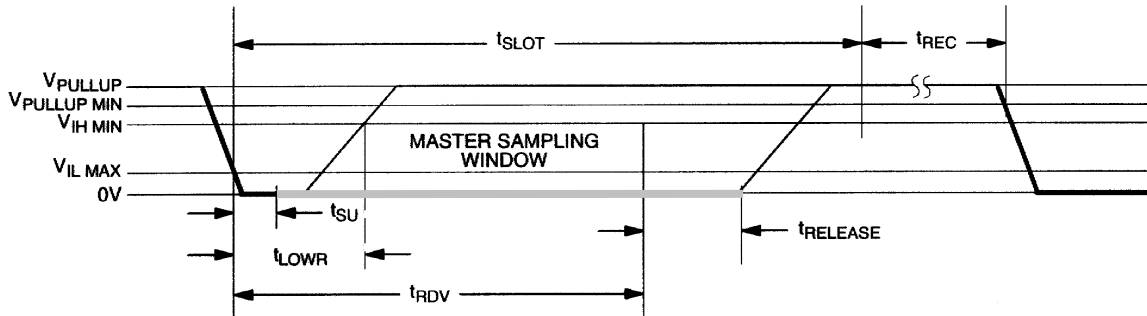 tSLOT
tREC
VPULLUP
VPULLUP MIN
VIH MIN
MASTER SAMPLING
WINDOW
VIL MAX
0V
tSU
tRELEASE
tLOWR
tRDV